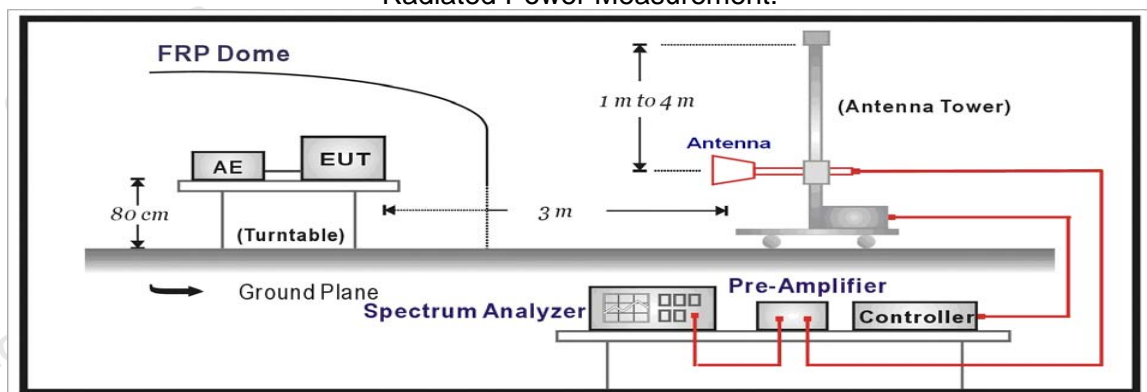 Radiated Power Measurement:
FRP Dome
1 m to 4 m
(Antenna Tower)
Antenna
AE
EUT
80 cm
3 m
(Turntable)
Ground Plane
Spectrum Analyzer
Pre-Amplifier
Controller